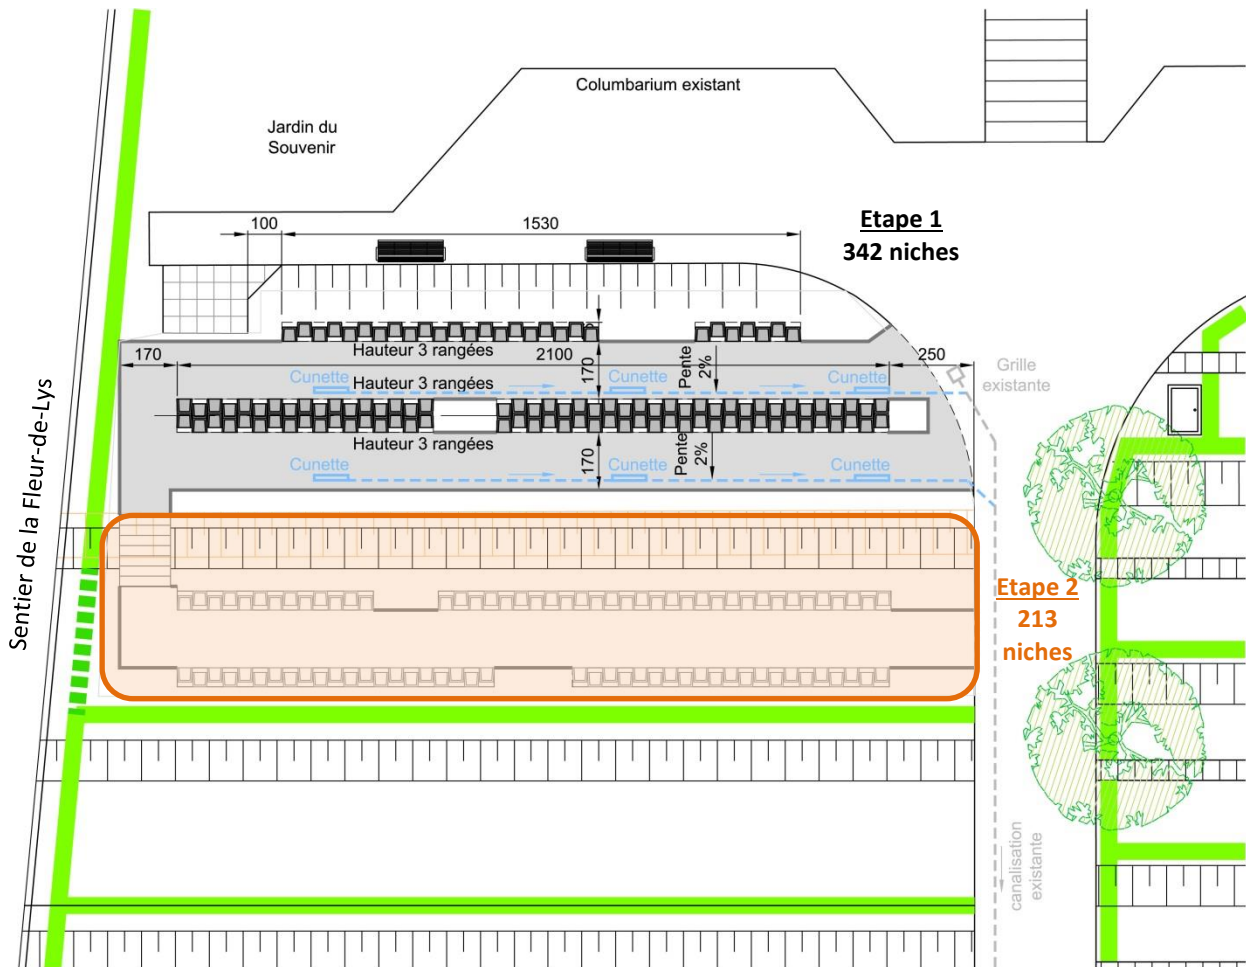 Columbarium existant
Jardin du
Souvenir
100
1530
Etape 1
342 niches
Hauteur 3 rangées
170
2100
250
170
Pente
2%
Grille
existante
Cunette
Hauteur 3 rangées
Cunette
Cunette
Hauteur 3 rangées
170
Pente
2%
Cunette
Cunette
Cunette
Sentier de la Fleur-de-Lys
Etape 2
213
niches
canalisation
existante